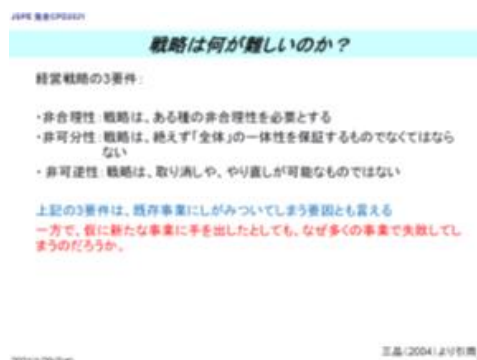 JSPE 風金CPD2021
戦略は何が難しいのか？
経営戦略の3要件:
・非合理性:戦略は、ある種の非合理性を必要とする
・非可分性:戦略は、絶えず「全体」の一体性を保証するものでなくてはなら
ない
・非可逆性:戦略は、取り消しや、やり直しが可能なものではない
上記の3要件は、既存事業にしがみついてしまう要因とも言える
一方で、仮に新たな事業に手を出したとしても、なぜ多くの事業で失敗してし
まうのだろうか。
三品(2004)より引用